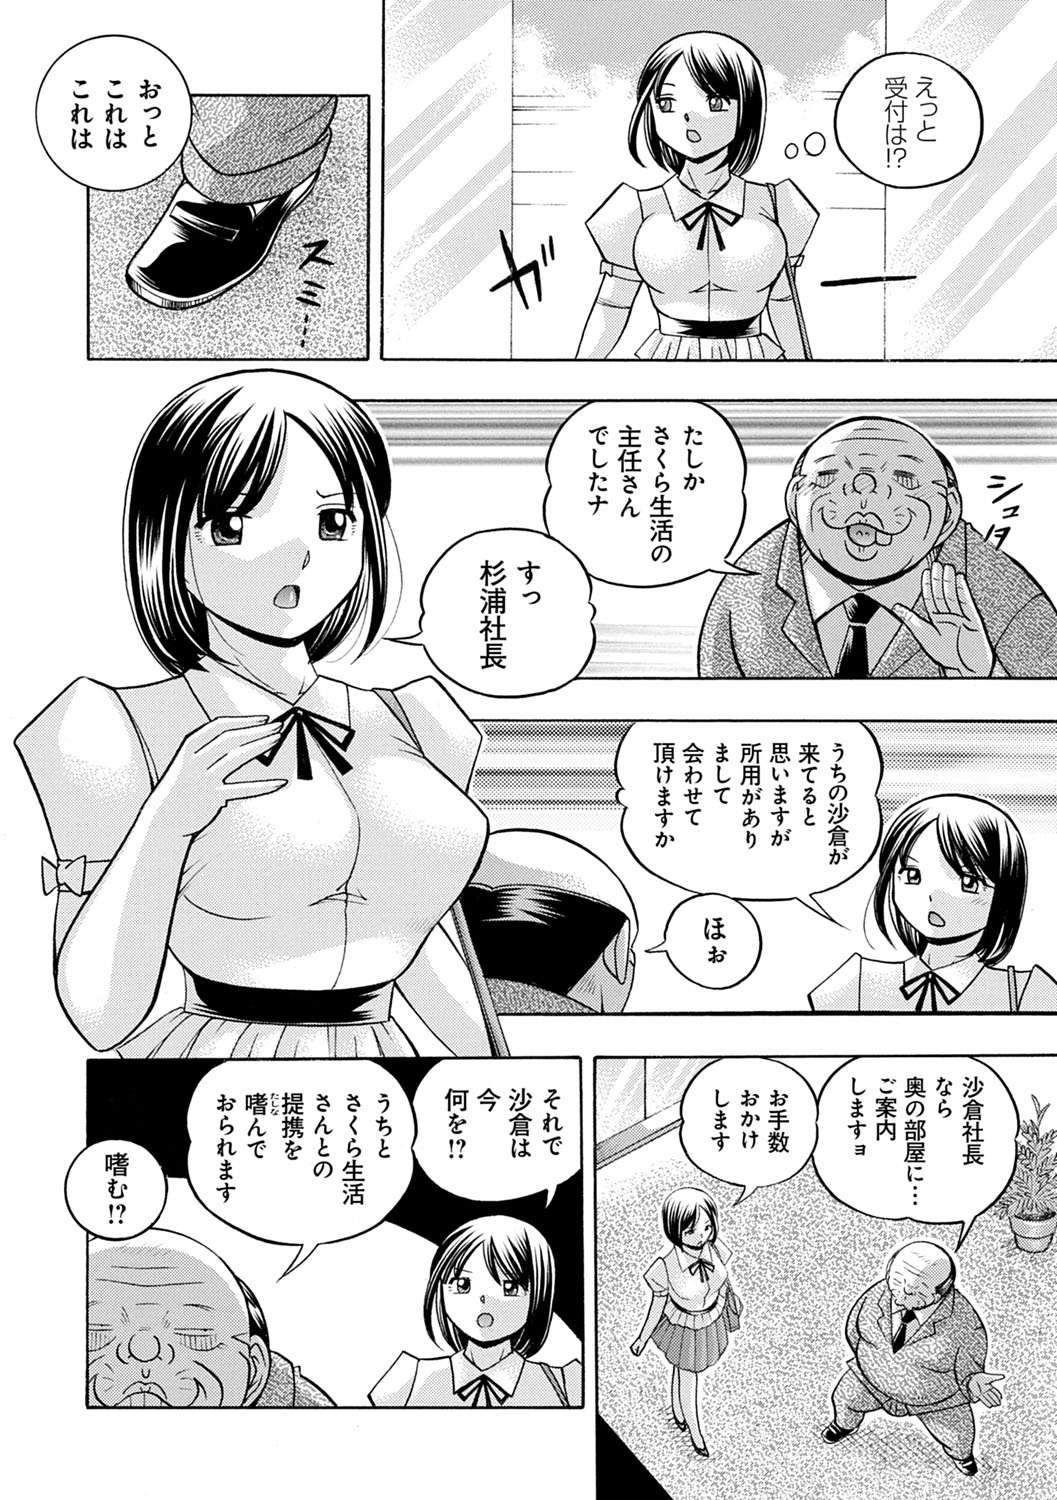 えっと
受付は!?
ガ
ー
おっと
これは
これは
スミ…
たしか
さくら生活の
主任さん
でしたナ
シュッ
すっ
杉浦社長
うちの沙倉が
来てると
思いますが
所用があり
まして
会わせて
頂けますか
ほぉ
沙倉社長
なら
奥の部屋に…
ご案内
しますョ
お手数
おかけ
します
それで
沙倉は
今
何を!?
うちと
さくら生活
さんとの
提携を
嗜んで
たしな
おられます
嗜む!?